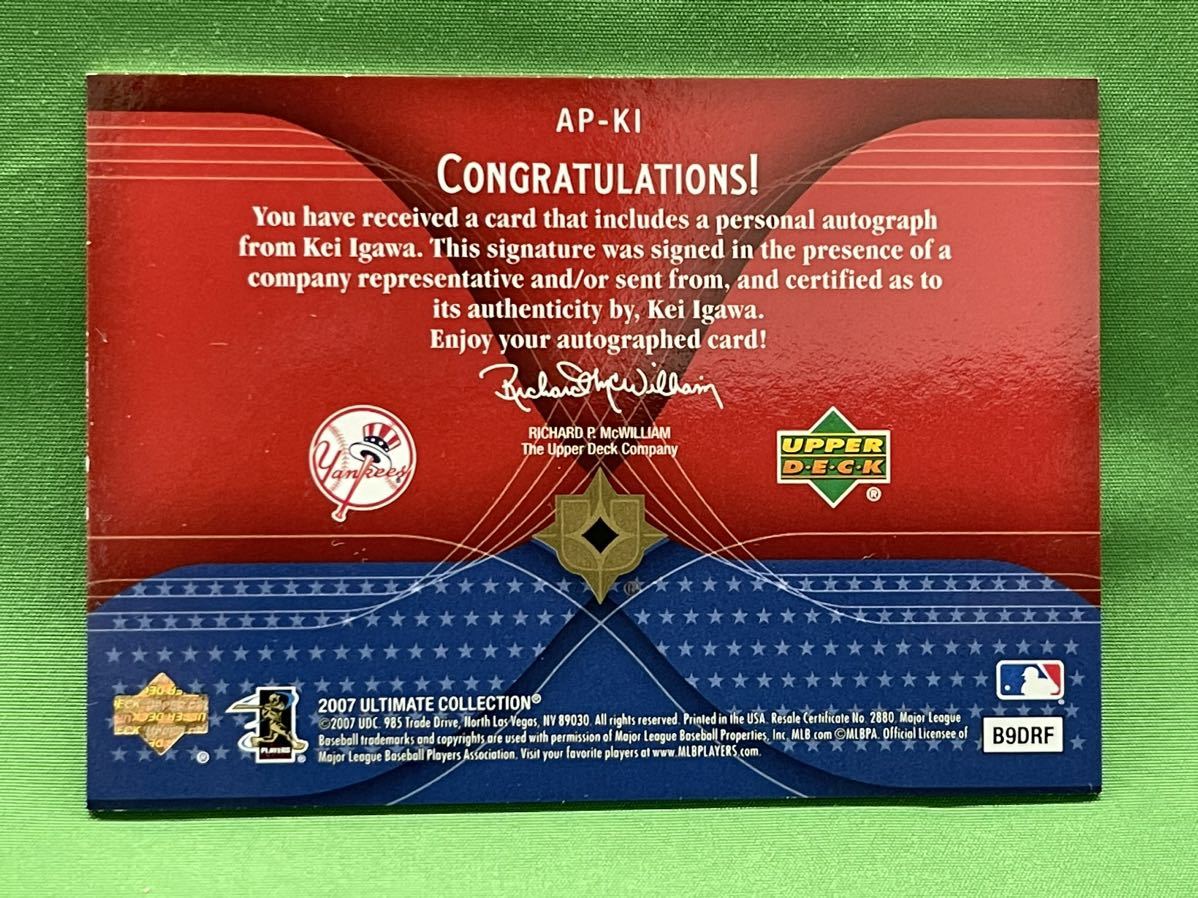 AP-KI
CONGRATULATIONS!
You have received a card that includes a personal autograph
from Kei Igawa. This signature was signed in the presence of a
company representative and/or sent from, and certified as to
its authenticity by, Kei Igawa.
Enjoy your autographed card!
Richard P. McWilliam
RICHARD P. McWILLIAM
The Upper Deck Company
Yankees
UPPER
D·E·C·K
®
2007 ULTIMATE COLLECTION®
©2007 UDC. 985 Trade Drive, North Las Vegas, NV 89030. All rights reserved. Printed in the USA. Resale Certificate No. 2880. Major League
Baseball trademarks and copyrights are used with permission of Major League Baseball Properties, Inc. MLB.com ©MLBPA. Official Licensee of
Major League Baseball Players Association. Visit your favorite players at www.MLBPLAYERS.com.
PLAYERS
B9DRF